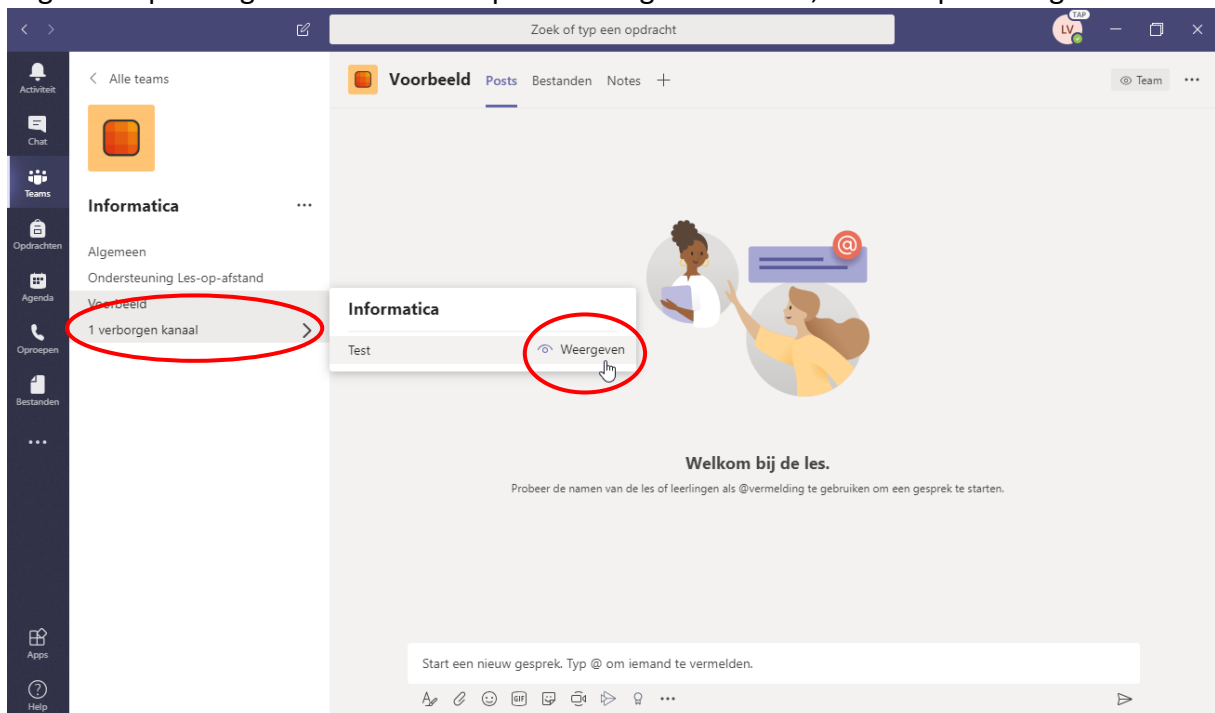 Zoek of typ een opdracht
TAP
LV
Activiteit
Chat
Teams
Opdrachten
Agenda
Oproepen
Bestanden
Apps
Help
Alle teams
Informatica
Algemeen
Ondersteuning Les-op-afstand
Voorbeeld
1 verborgen kanaal
Informatica
Test Weergeven
Voorbeeld Posts Bestanden Notes
Team
Welkom bij de les.
Probeer de namen van de les of leerlingen als @vermelding te gebruiken om een gesprek te starten.
Start een nieuw gesprek. Typ @ om iemand te vermelden.
GIF